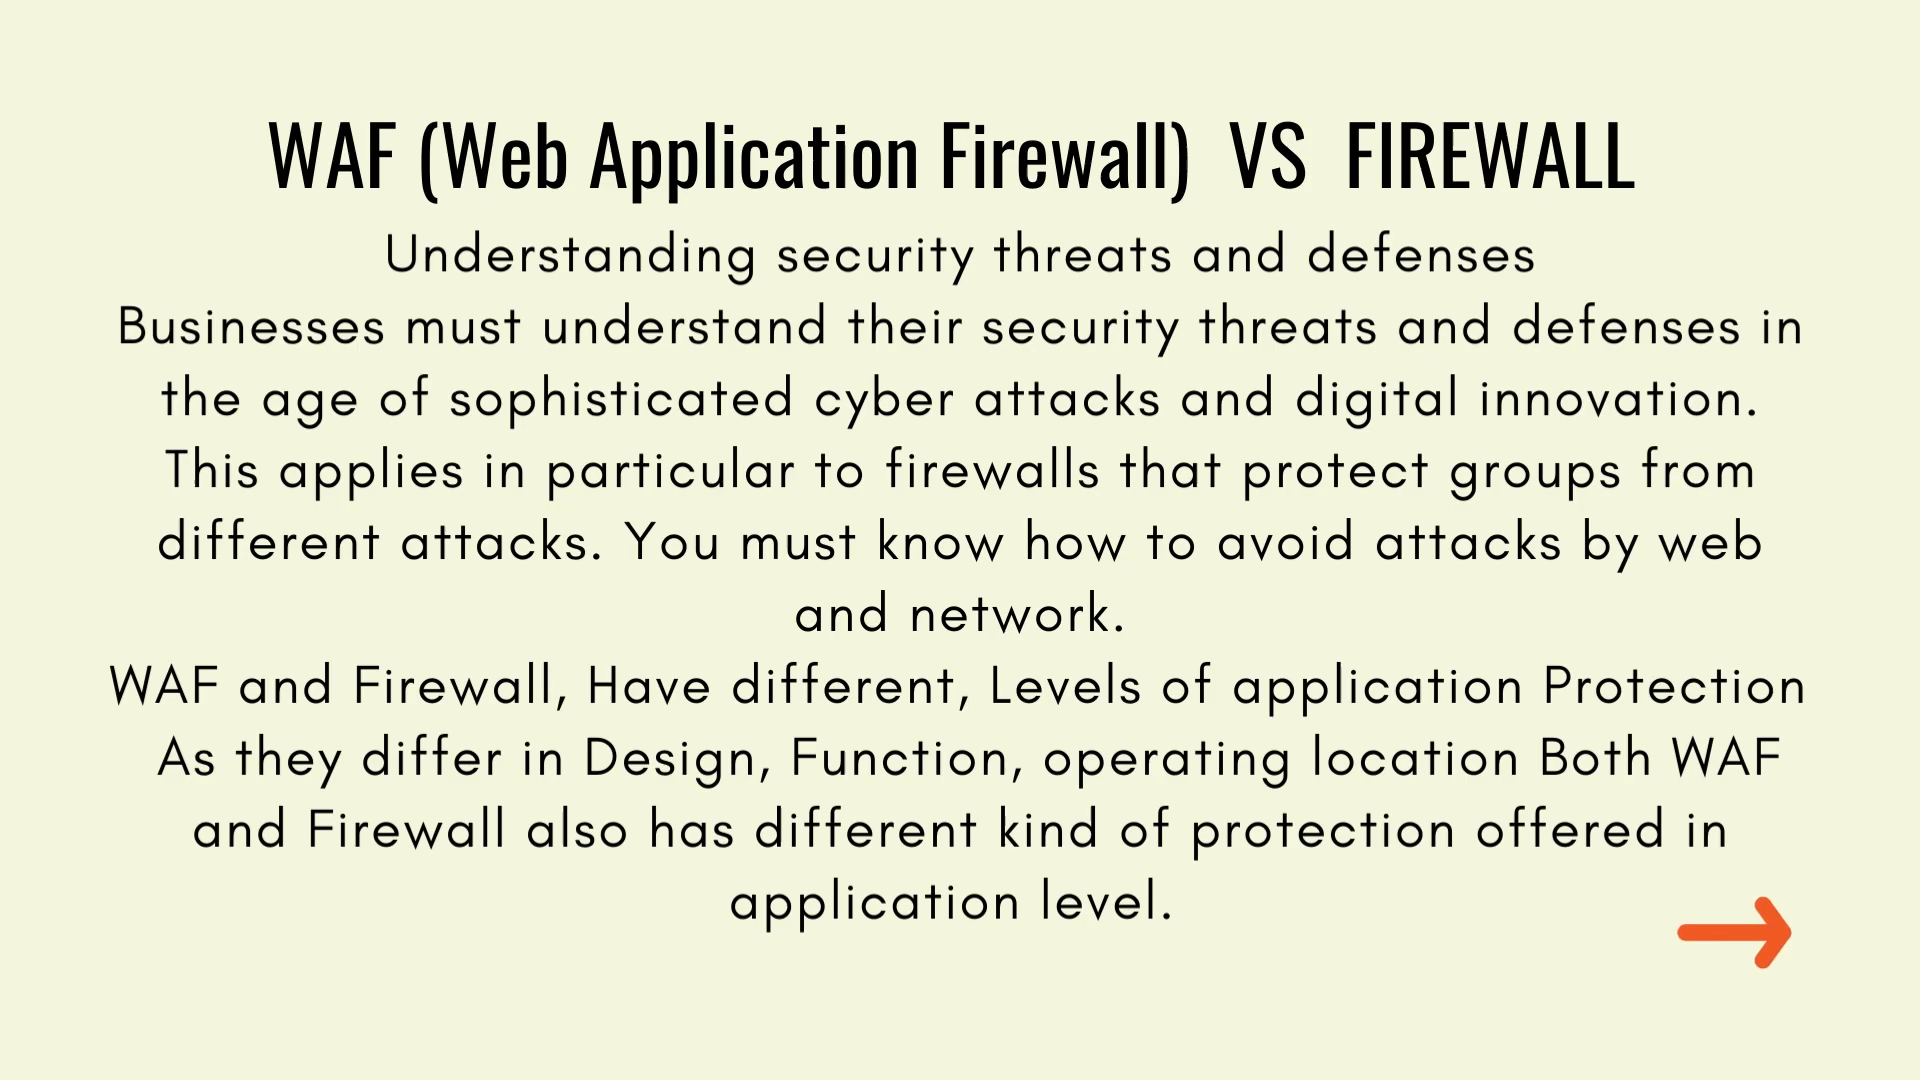 WAF (Web Application Firewall) VS FIREWALL
Understanding security threats and defenses
Businesses must understand their security threats and defenses in
the age of sophisticated cyber attacks and digital innovation.
This applies in particular to firewalls that protect groups from
different attacks. You must know how to avoid attacks by web
and network.
WAF and Firewall, Have different, Levels of application Protection
As they differ in Design, Function, operating location Both WAF
and Firewall also has different kind of protection offered in
application level.